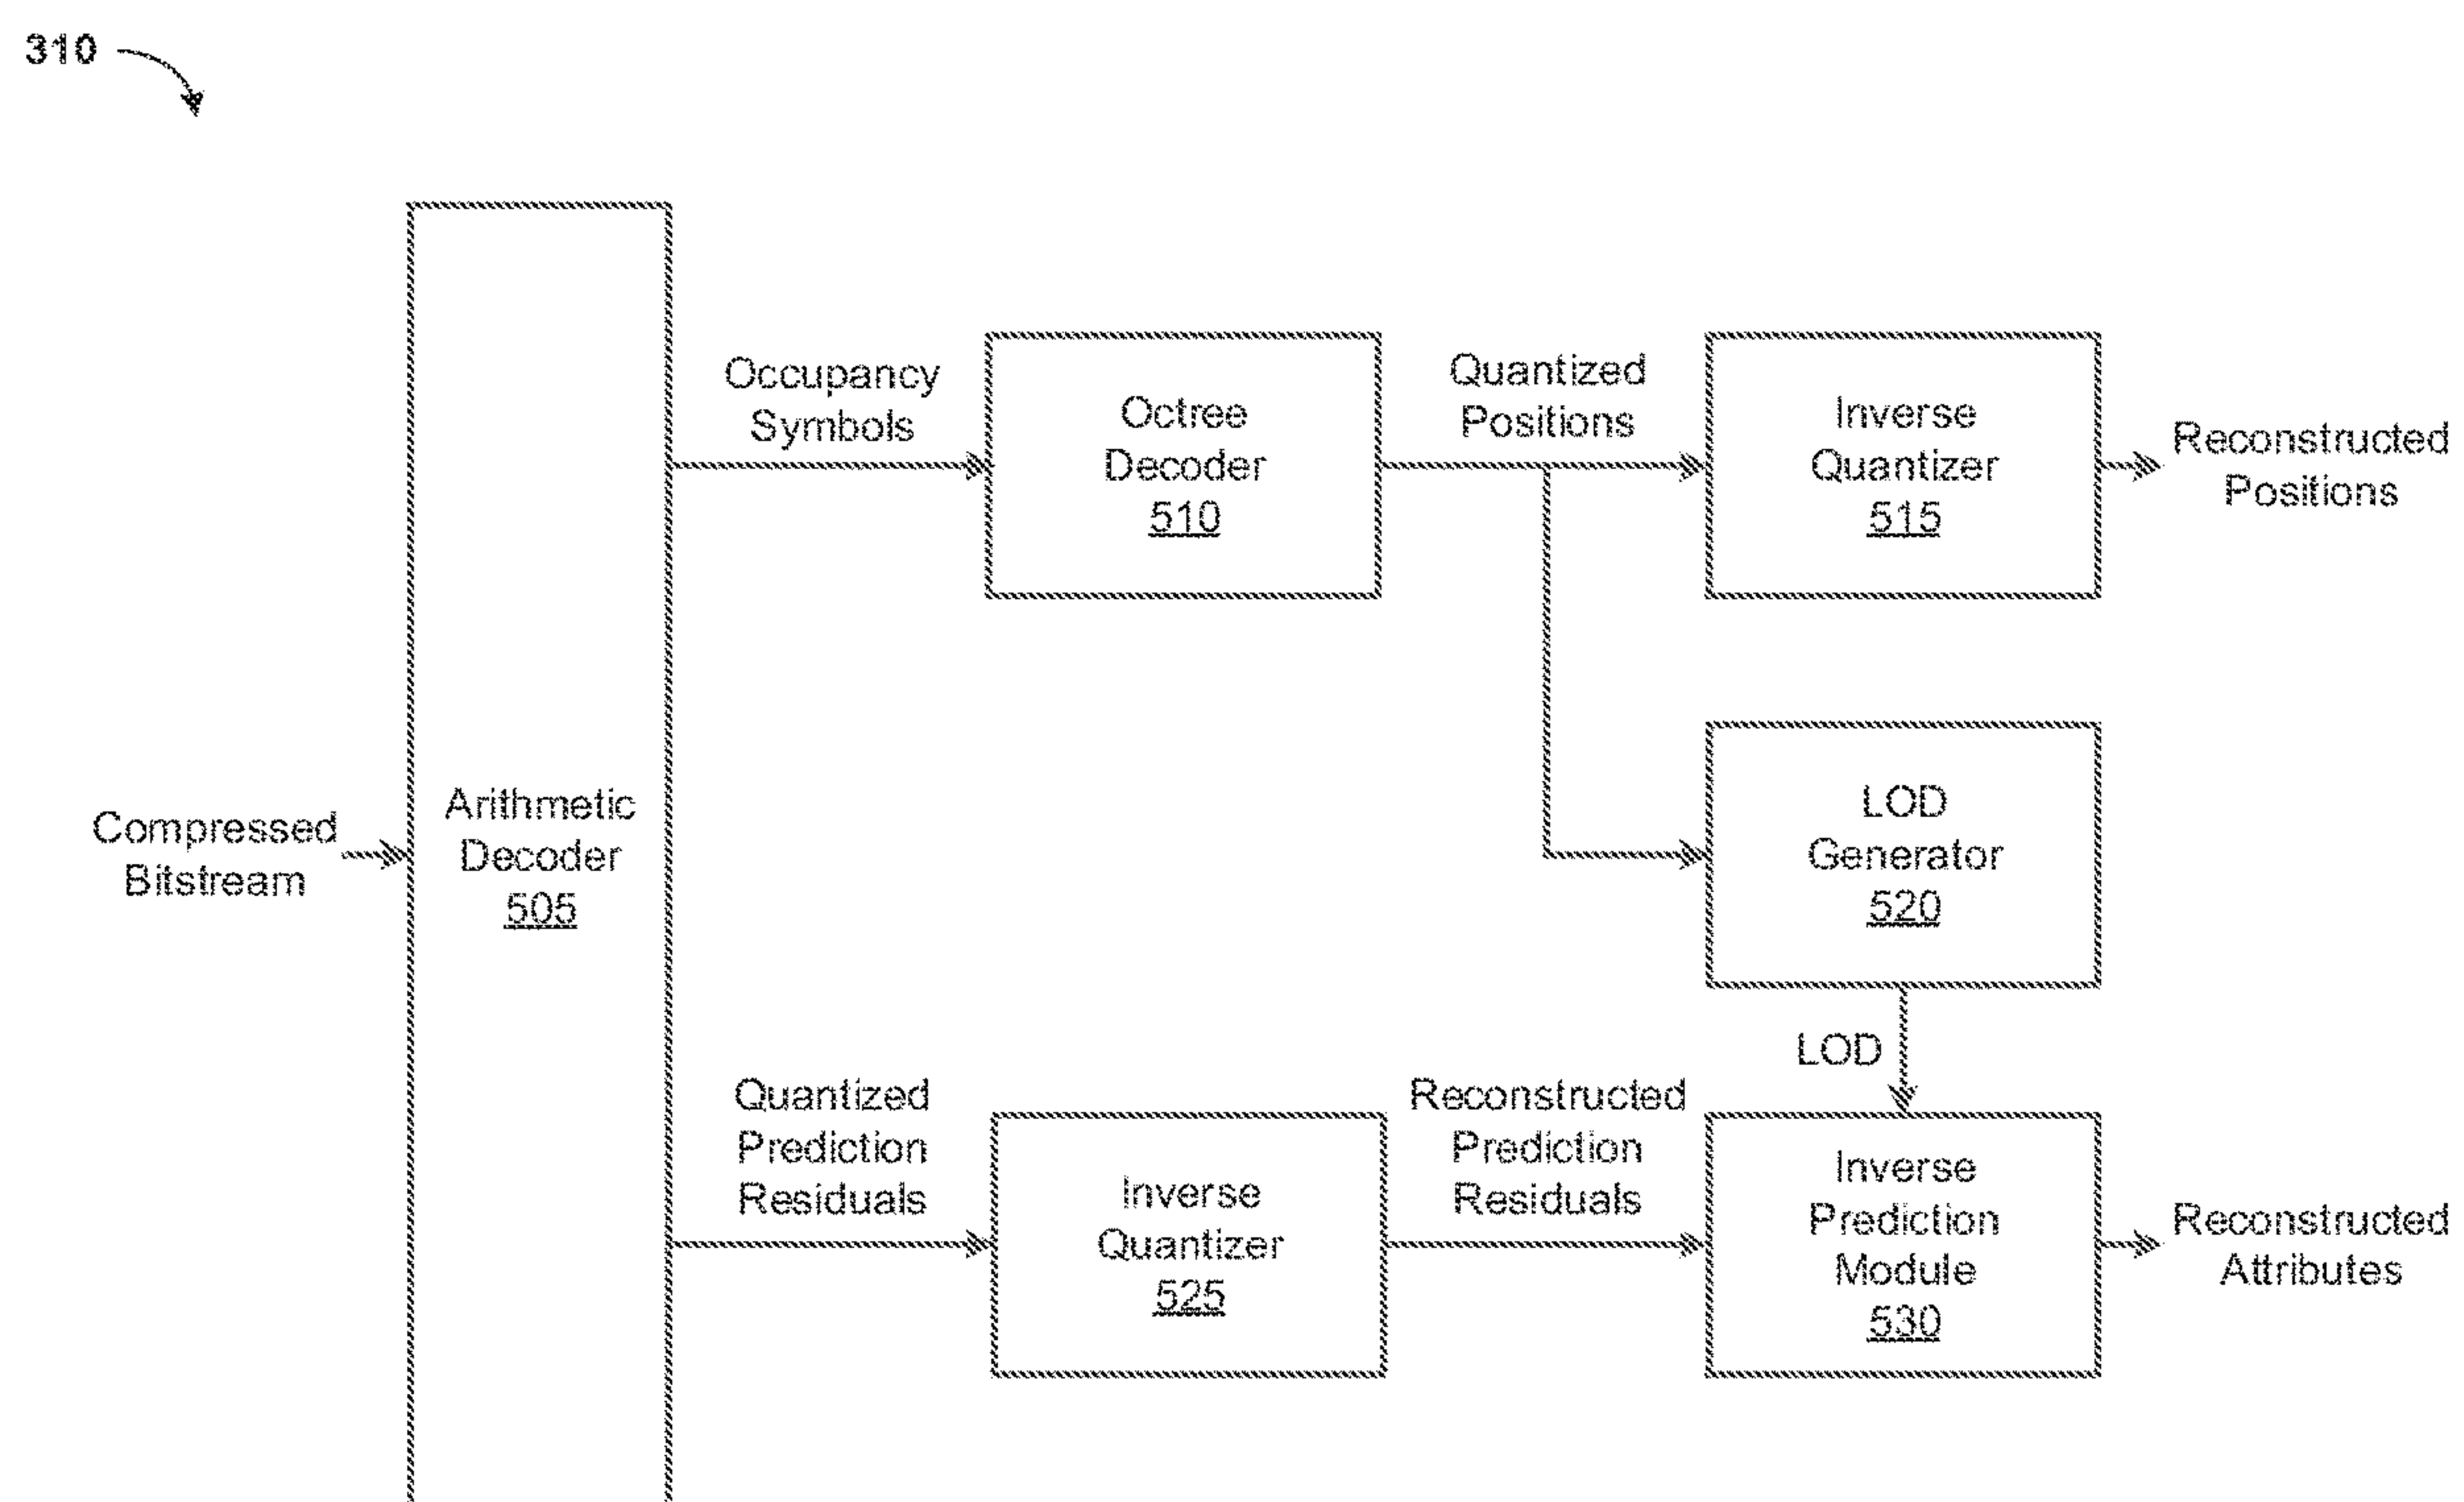 310
Compressed
Bitstream
Arithmetic
Decoder
505
Occupancy
Symbols
Octree
Decoder
510
Quantized
Positions
Inverse
Quantizer
515
Reconstructed
Positions
LOD
Generator
520
LOD
Quantized
Prediction
Residuals
Inverse
Quantizer
525
Reconstructed
Prediction
Residuals
Inverse
Prediction
Module
530
Reconstructed
Attributes